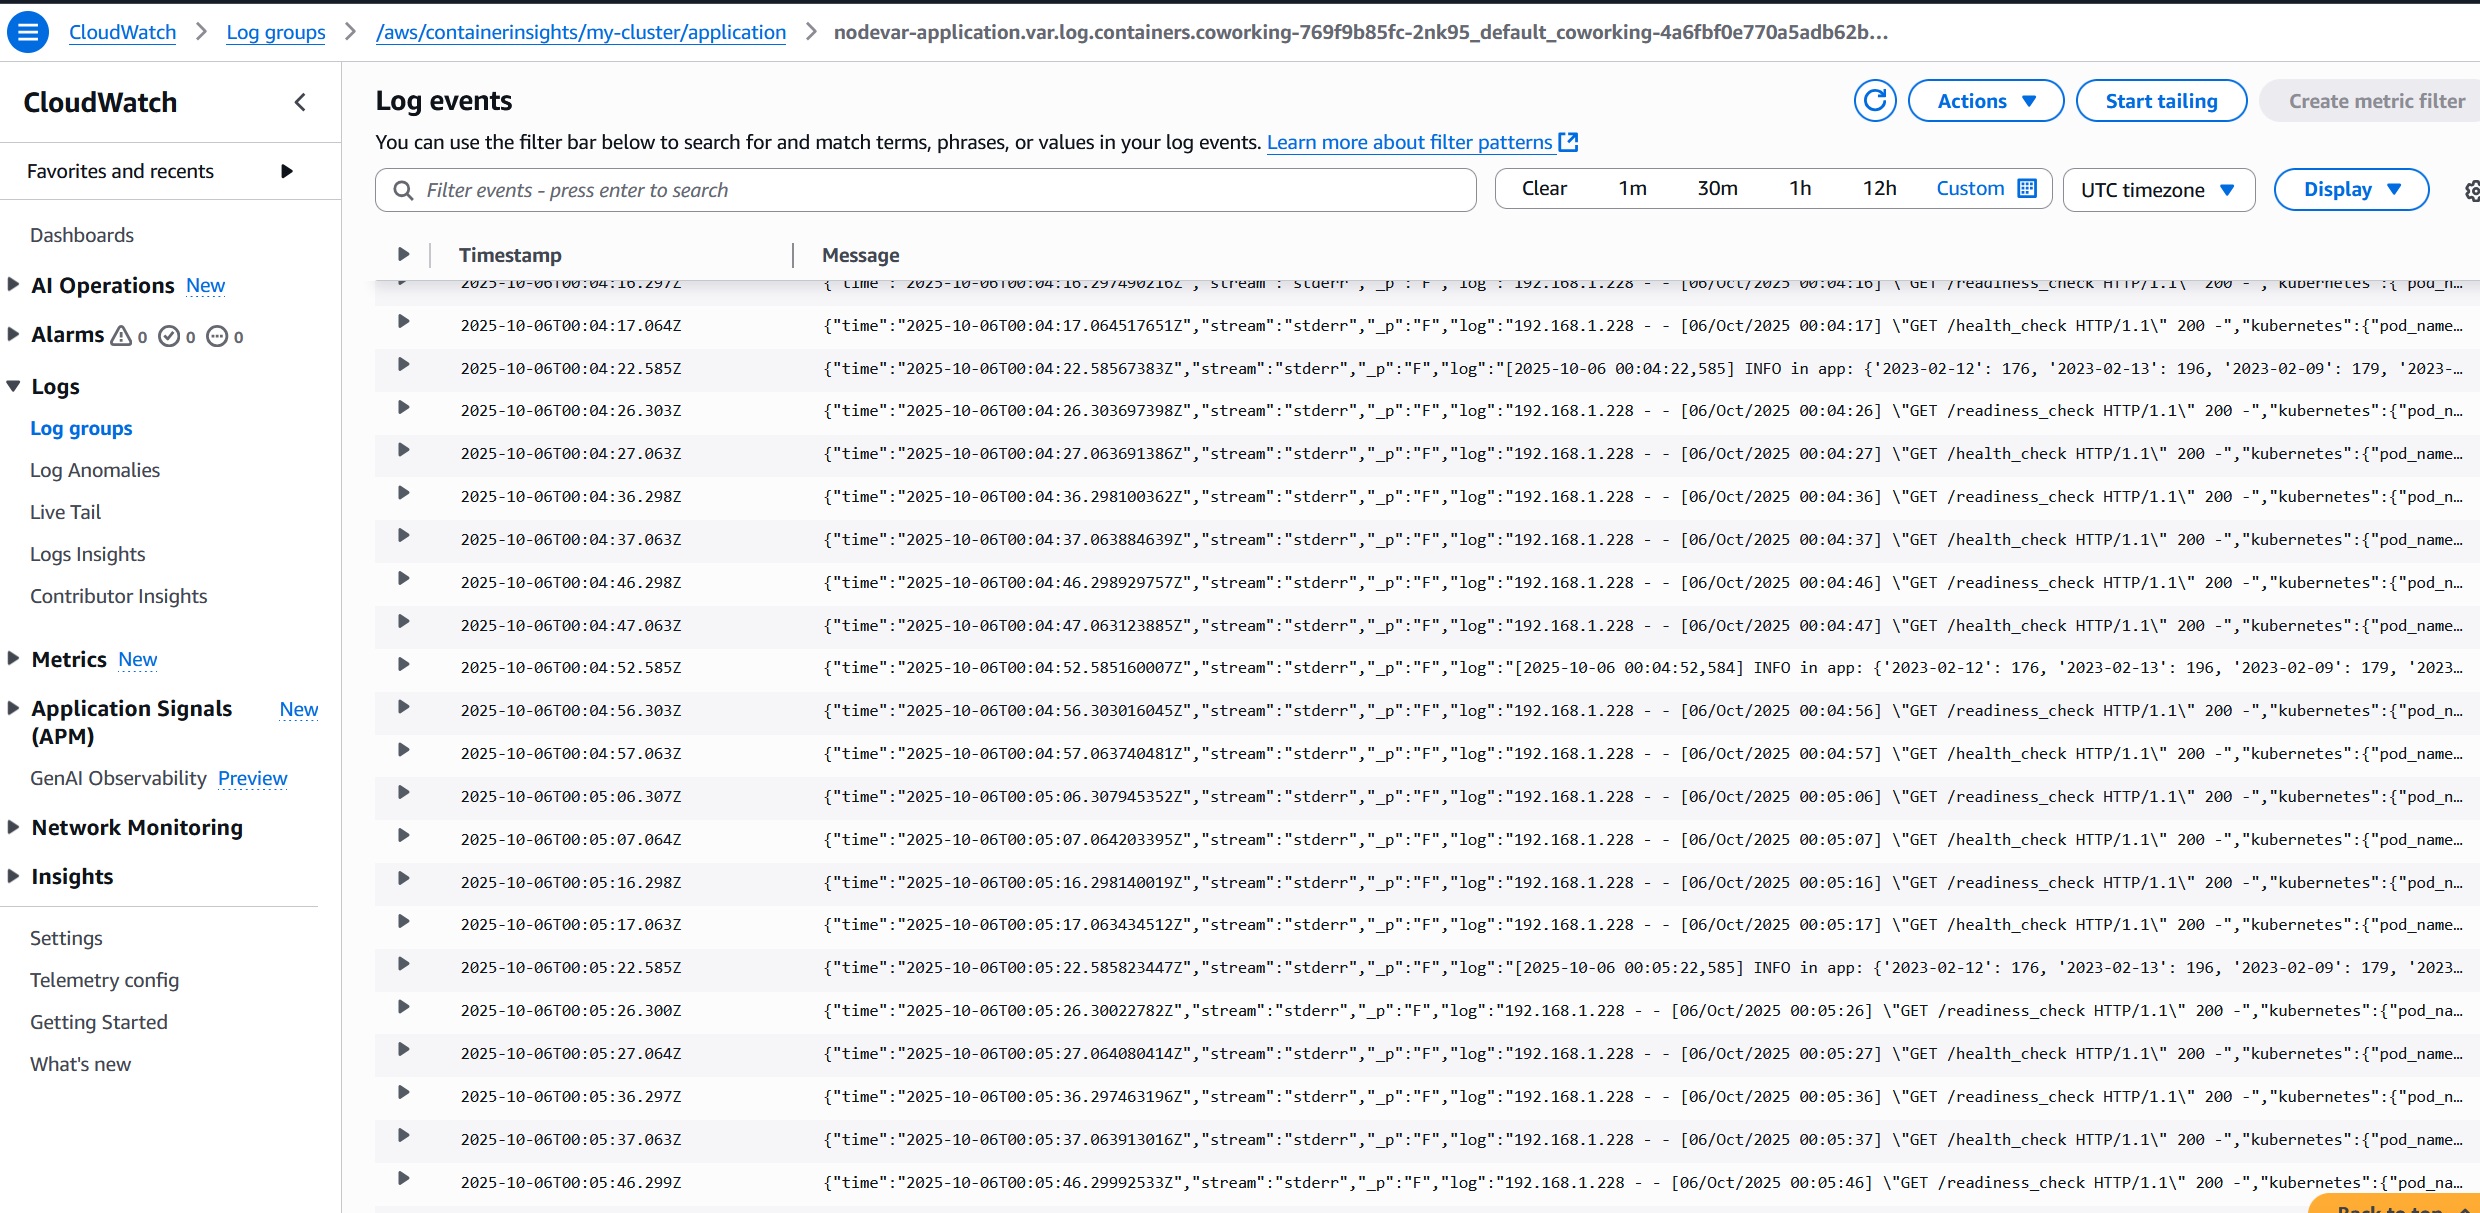 CloudWatch > Log groups > /aws/containerinsights/my-cluster/application > nodevar-application.var.log.containers.coworking-769f9b85fc-2nk95_default_coworking-4a6fbf0e770a5adb62b...
CloudWatch
Favorites and recents
Dashboards
AI Operations New
Alarms 0 0 0
Logs
Log groups
Log Anomalies
Live Tail
Logs Insights
Contributor Insights
Metrics New
Application Signals New
(APM)
GenAI Observability Preview
Network Monitoring
Insights
Settings
Telemetry config
Getting Started
What's new
Log events
Actions Start tailing Create metric filter
You can use the filter bar below to search for and match terms, phrases, or values in your log events. Learn more about filter patterns
Filter events - press enter to search
Clear 1m 30m 1h 12h Custom UTC timezone Display
Timestamp Message
2025-10-06T00:04:16.297Z {"time":"2025-10-06T00:04:16.297490216Z","stream":"stderr","_p":"F","log":"192.168.1.228 - - [06/Oct/2025 00:04:16] \"GET /readiness_check HTTP/1.1\" 200 -","kubernetes":{"pod_n...
2025-10-06T00:04:17.064Z {"time":"2025-10-06T00:04:17.064517651Z","stream":"stderr","_p":"F","log":"192.168.1.228 - - [06/Oct/2025 00:04:17] \"GET /health_check HTTP/1.1\" 200 -","kubernetes":{"pod_name...
2025-10-06T00:04:22.585Z {"time":"2025-10-06T00:04:22.58567383Z","stream":"stderr","_p":"F","log":"[2025-10-06 00:04:22,585] INFO in app: {'2023-02-12': 176, '2023-02-13': 196, '2023-02-09': 179, '2023-...
2025-10-06T00:04:26.303Z {"time":"2025-10-06T00:04:26.303697398Z","stream":"stderr","_p":"F","log":"192.168.1.228 - - [06/Oct/2025 00:04:26] \"GET /readiness_check HTTP/1.1\" 200 -","kubernetes":{"pod_n...
2025-10-06T00:04:27.063Z {"time":"2025-10-06T00:04:27.063691386Z","stream":"stderr","_p":"F","log":"192.168.1.228 - - [06/Oct/2025 00:04:27] \"GET /health_check HTTP/1.1\" 200 -","kubernetes":{"pod_name...
2025-10-06T00:04:36.298Z {"time":"2025-10-06T00:04:36.298100362Z","stream":"stderr","_p":"F","log":"192.168.1.228 - - [06/Oct/2025 00:04:36] \"GET /readiness_check HTTP/1.1\" 200 -","kubernetes":{"pod_n...
2025-10-06T00:04:37.063Z {"time":"2025-10-06T00:04:37.063884639Z","stream":"stderr","_p":"F","log":"192.168.1.228 - - [06/Oct/2025 00:04:37] \"GET /health_check HTTP/1.1\" 200 -","kubernetes":{"pod_name...
2025-10-06T00:04:46.298Z {"time":"2025-10-06T00:04:46.298929757Z","stream":"stderr","_p":"F","log":"192.168.1.228 - - [06/Oct/2025 00:04:46] \"GET /readiness_check HTTP/1.1\" 200 -","kubernetes":{"pod_n...
2025-10-06T00:04:47.063Z {"time":"2025-10-06T00:04:47.063123885Z","stream":"stderr","_p":"F","log":"192.168.1.228 - - [06/Oct/2025 00:04:47] \"GET /health_check HTTP/1.1\" 200 -","kubernetes":{"pod_name...
2025-10-06T00:04:52.585Z {"time":"2025-10-06T00:04:52.585160007Z","stream":"stderr","_p":"F","log":"[2025-10-06 00:04:52,584] INFO in app: {'2023-02-12': 176, '2023-02-13': 196, '2023-02-09': 179, '2023...
2025-10-06T00:04:56.303Z {"time":"2025-10-06T00:04:56.303016045Z","stream":"stderr","_p":"F","log":"192.168.1.228 - - [06/Oct/2025 00:04:56] \"GET /readiness_check HTTP/1.1\" 200 -","kubernetes":{"pod_n...
2025-10-06T00:04:57.063Z {"time":"2025-10-06T00:04:57.063740481Z","stream":"stderr","_p":"F","log":"192.168.1.228 - - [06/Oct/2025 00:04:57] \"GET /health_check HTTP/1.1\" 200 -","kubernetes":{"pod_name...
2025-10-06T00:05:06.307Z {"time":"2025-10-06T00:05:06.307945352Z","stream":"stderr","_p":"F","log":"192.168.1.228 - - [06/Oct/2025 00:05:06] \"GET /readiness_check HTTP/1.1\" 200 -","kubernetes":{"pod_n...
2025-10-06T00:05:07.064Z {"time":"2025-10-06T00:05:07.064203395Z","stream":"stderr","_p":"F","log":"192.168.1.228 - - [06/Oct/2025 00:05:07] \"GET /health_check HTTP/1.1\" 200 -","kubernetes":{"pod_name...
2025-10-06T00:05:16.298Z {"time":"2025-10-06T00:05:16.298140019Z","stream":"stderr","_p":"F","log":"192.168.1.228 - - [06/Oct/2025 00:05:16] \"GET /readiness_check HTTP/1.1\" 200 -","kubernetes":{"pod_n...
2025-10-06T00:05:17.063Z {"time":"2025-10-06T00:05:17.063434512Z","stream":"stderr","_p":"F","log":"192.168.1.228 - - [06/Oct/2025 00:05:17] \"GET /health_check HTTP/1.1\" 200 -","kubernetes":{"pod_name...
2025-10-06T00:05:22.585Z {"time":"2025-10-06T00:05:22.585823447Z","stream":"stderr","_p":"F","log":"[2025-10-06 00:05:22,585] INFO in app: {'2023-02-12': 176, '2023-02-13': 196, '2023-02-09': 179, '2023...
2025-10-06T00:05:26.300Z {"time":"2025-10-06T00:05:26.30022782Z","stream":"stderr","_p":"F","log":"192.168.1.228 - - [06/Oct/2025 00:05:26] \"GET /readiness_check HTTP/1.1\" 200 -","kubernetes":{"pod_na...
2025-10-06T00:05:27.064Z {"time":"2025-10-06T00:05:27.064080414Z","stream":"stderr","_p":"F","log":"192.168.1.228 - - [06/Oct/2025 00:05:27] \"GET /health_check HTTP/1.1\" 200 -","kubernetes":{"pod_name...
2025-10-06T00:05:36.297Z {"time":"2025-10-06T00:05:36.297463196Z","stream":"stderr","_p":"F","log":"192.168.1.228 - - [06/Oct/2025 00:05:36] \"GET /readiness_check HTTP/1.1\" 200 -","kubernetes":{"pod_n...
2025-10-06T00:05:37.063Z {"time":"2025-10-06T00:05:37.063913016Z","stream":"stderr","_p":"F","log":"192.168.1.228 - - [06/Oct/2025 00:05:37] \"GET /health_check HTTP/1.1\" 200 -","kubernetes":{"pod_name...
2025-10-06T00:05:46.299Z {"time":"2025-10-06T00:05:46.29992533Z","stream":"stderr","_p":"F","log":"192.168.1.228 - - [06/Oct/2025 00:05:46] \"GET /readiness_check HTTP/1.1\" 200 -","kubernetes":{"pod_na...
Back to top